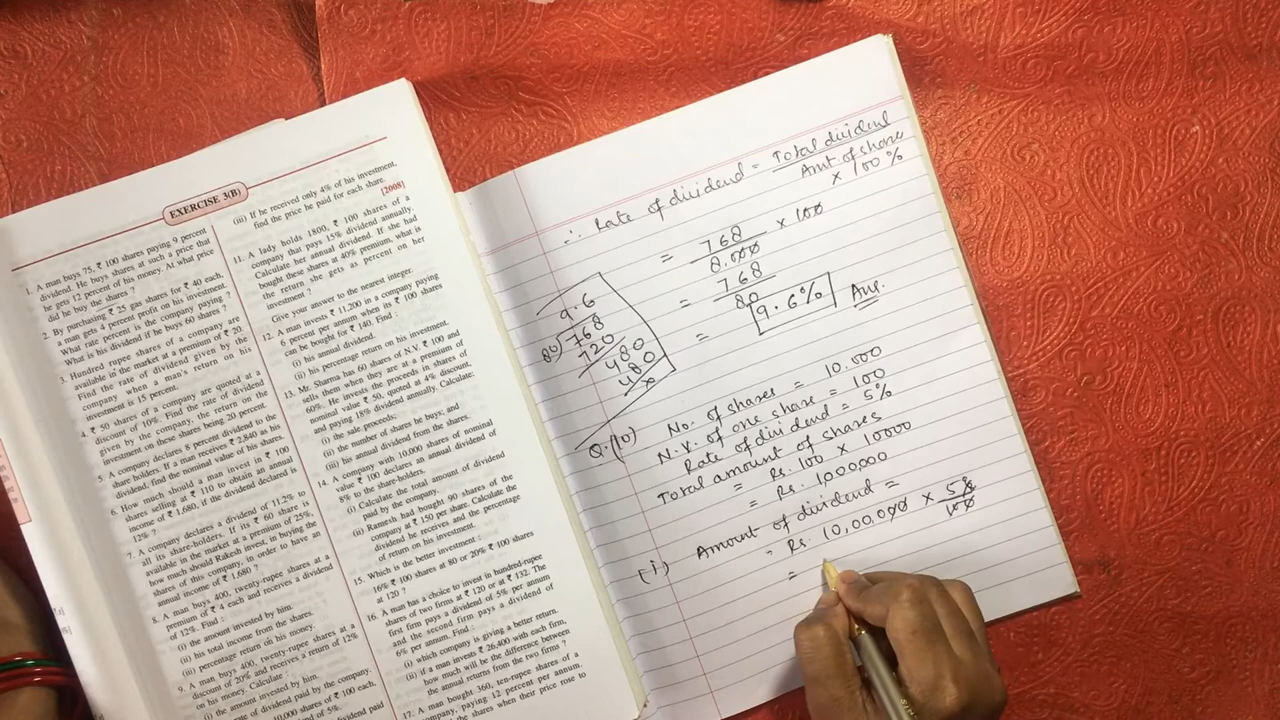 EXERCISE 3(B)
1. A man buys 75, ₹ 100 shares paying 9 percent
dividend. He buys shares at such a price that
he gets 12 percent of his money. At what price
did he buy the shares ?
2. By purchasing ₹ 25 gas shares for ₹ 40 each,
a man gets 4 percent profit on his investment.
What rate percent is the company paying ?
What is his dividend if he buys 60 shares ?
3. Hundred rupee shares of a company are
available in the market at a premium of ₹ 20.
Find the rate of dividend given by the
company when a man's return on his
investment is 15 percent.
4. ₹ 50 shares of a company are quoted at a
discount of 10%. Find the rate of dividend
given by the company, the return on the
investment on these shares being 20 percent.
5. A company declares 8 percent dividend to the
share holders. If a man receives ₹ 2,840 as his
dividend, find the nominal value of his shares.
6. How much should a man invest in ₹ 100
shares selling at ₹ 110 to obtain an annual
income of ₹ 1,680, if the dividend declared is
12% ?
7. A company declares a dividend of 11.2% to
all its share-holders. If its ₹ 60 share is
available in the market at a premium of 25%,
how much should Rakesh invest, in buying the
shares of this company, in order to have an
annual income of ₹ 1,680 ?
8. A man buys 400, twenty-rupee shares at a
premium of ₹ 4 each and receives a dividend
of 12%. Find :
(i) the amount invested by him.
(ii) his total income from the shares.
(iii) percentage return on his money.
9. A man buys 400, twenty-rupee shares at a
discount of 20% and receives a return of 12%
on his money. Calculate :
(i) the amount invested by him.
rate of dividend paid by the company.
10,000 shares of ₹ 100 each,
dividend paid
nd of 5%.
(iii) If he received only 4% of his investment,
find the price he paid for each share.
[2008]
11. A lady holds 1800, ₹ 100 shares of a
company that pays 15% dividend annually.
Calculate her annual dividend. If she had
bought these shares at 40% premium, what is
the return she gets as percent on her
investment ?
Give your answer to the nearest integer.
12. A man invests ₹ 11,200 in a company paying
6 percent per annum when its ₹ 100 shares
can be bought for ₹ 140. Find :
(i) his annual dividend.
(ii) his percentage return on his investment.
13. Mr. Sharma has 60 shares of N.V. ₹ 100 and
sells them when they are at a premium of
60%. He invests the proceeds in shares of
nominal value ₹ 50, quoted at 4% discount,
and paying 18% dividend annually. Calculate:
(i) the sale proceeds;
(ii) the number of shares he buys; and
(iii) his annual dividend from the shares.
14. A company with 10,000 shares of nominal
value ₹ 100 declares an annual dividend of
8% to the share-holders.
(i) Calculate the total amount of dividend
paid by the company.
(ii) Ramesh had bought 90 shares of the
company at ₹ 150 per share. Calculate the
dividend he receives and the percentage
of return on his investment.
15. Which is the better investment :
16% ₹ 100 shares at 80 or 20% ₹ 100 shares
at 120 ?
16. A man has a choice to invest in hundred-rupee
shares of two firms at ₹ 120 or at ₹ 132. The
first firm pays a dividend of 5% per annum
and the second firm pays a dividend of
6% per annum. Find :
(i) which company is giving a better return.
(ii) if a man invests ₹ 26,400 with each firm,
how much will be the difference between
the annual returns from the two firms ?
17. A man bought 360, ten-rupee shares of a
company, paying 12 percent per annum,
the shares when their price rose to
∴ Rate of dividend = Total dividend
Amt. of share
× 100%
= 768 × 100
8.000
= 768
80
= 9.6% Ans.
9.6
80) 768
720
480
480
×
Q.(10) No. of shares = 10.000
N.V. of one share = 100
Rate of dividend = 5%
Total amount of shares
= Rs. 100 × 10000
= Rs. 1000000
(i) Amount of dividend =
= Rs. 10,00.000 × 5%
100
=